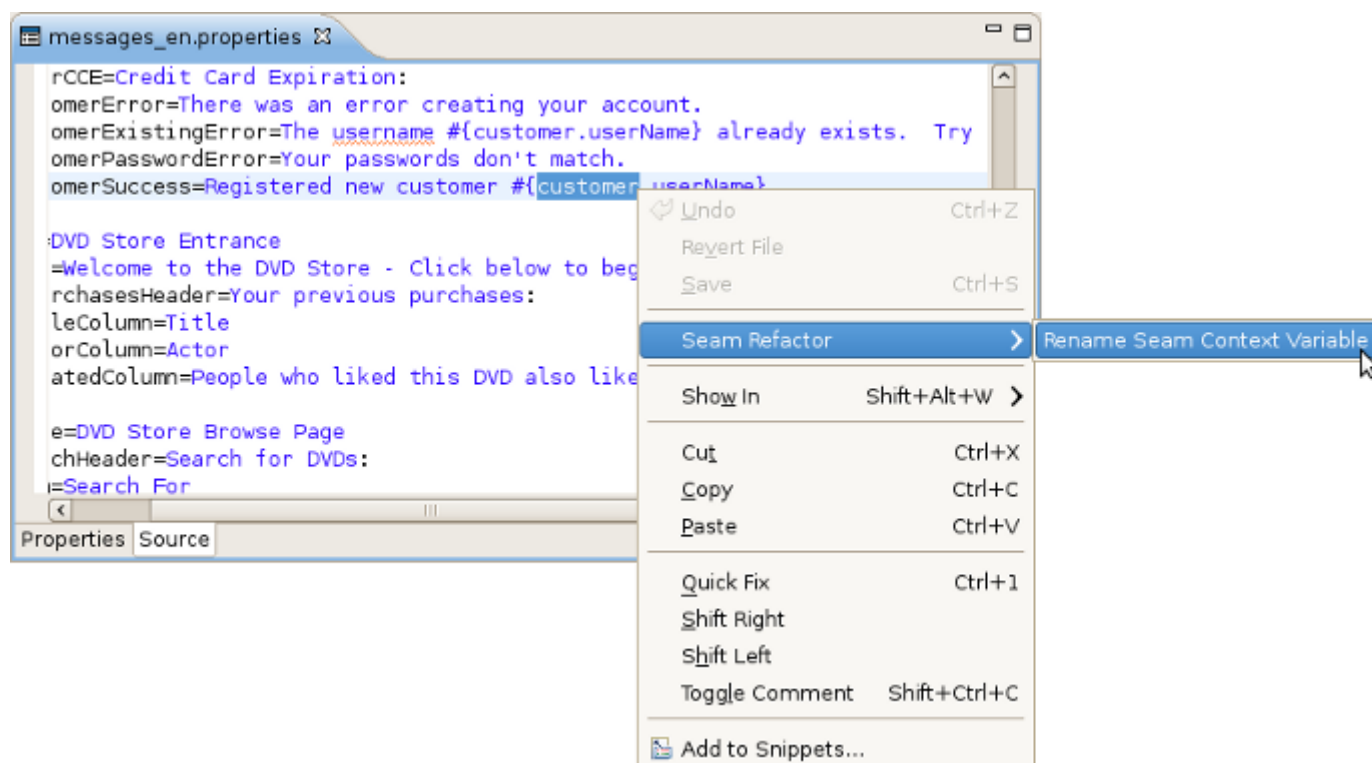 messages_en.properties
rCCE=Credit Card Expiration:
omerError=There was an error creating your account.
omerExistingError=The username #{customer.userName} already exists.  Try
omerPasswordError=Your passwords don't match.
omerSuccess=Registered new customer #{customer.userName}
=DVD Store Entrance
=Welcome to the DVD Store - Click below to beg
rchasesHeader=Your previous purchases:
leColumn=Title
orColumn=Actor
atedColumn=People who liked this DVD also like
e=DVD Store Browse Page
chHeader=Search for DVDs:
=Search For
Properties Source
Undo Ctrl+Z
Revert File
Save Ctrl+S
Seam Refactor
Rename Seam Context Variable
Show In Shift+Alt+W
Cut Ctrl+X
Copy Ctrl+C
Paste Ctrl+V
Quick Fix Ctrl+1
Shift Right
Shift Left
Toggle Comment Shift+Ctrl+C
Add to Snippets...